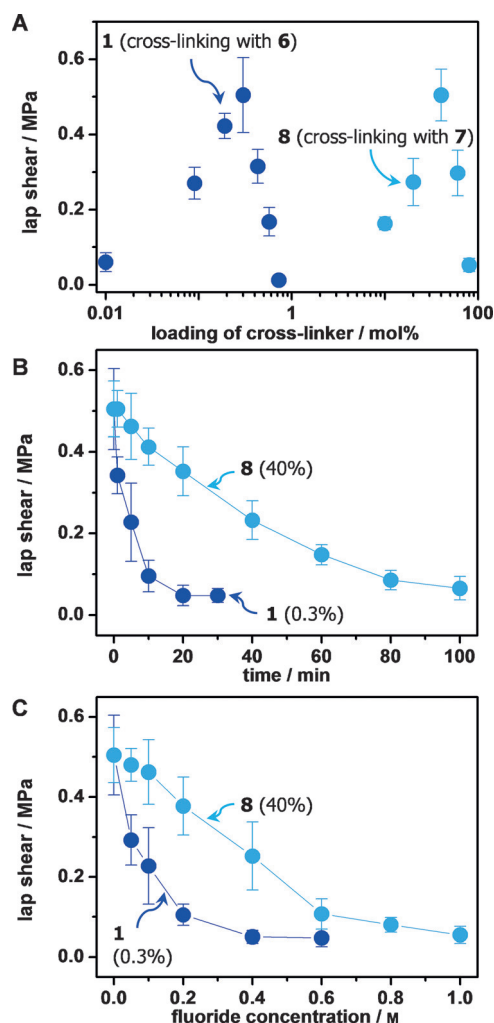 A
1 (cross-linking with 6)
8 (cross-linking with 7)
lap shear / MPa
0.6
0.4
0.2
0.0
0.01
1
100
loading of cross-linker / mol%
B
lap shear / MPa
0.6
0.4
0.2
0.0
8 (40%)
1 (0.3%)
0 20 40 60 80 100
time / min
C
lap shear / MPa
0.6
0.4
0.2
0.0
8 (40%)
1
(0.3%)
0.0 0.2 0.4 0.6 0.8 1.0
fluoride concentration / M